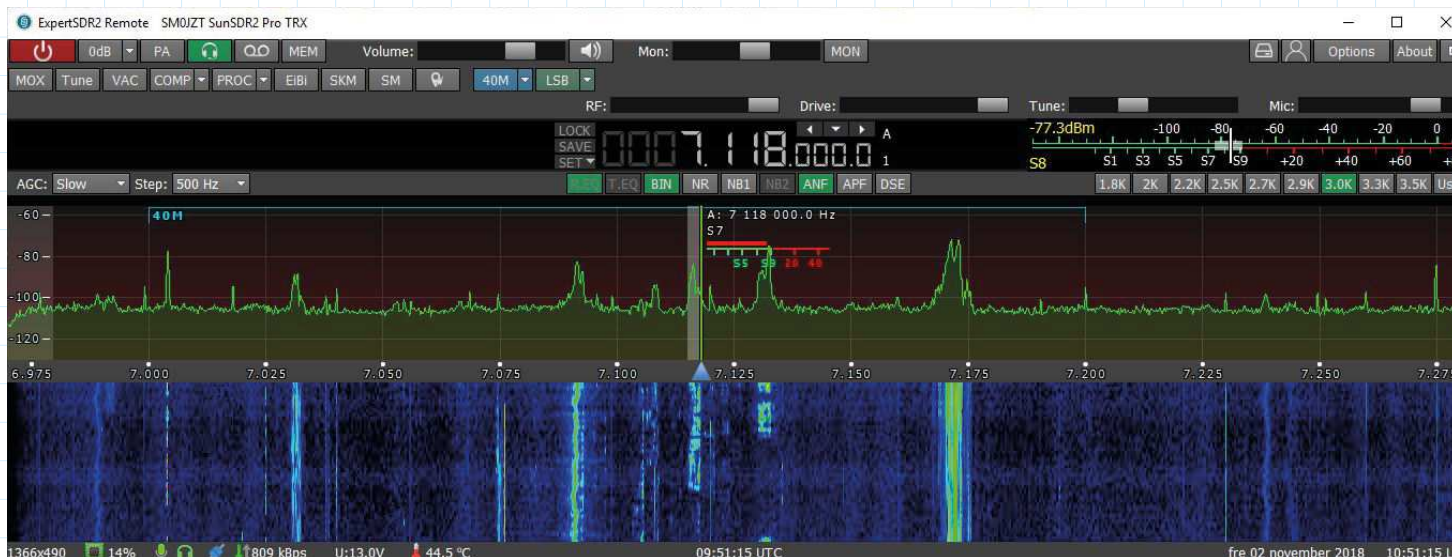 ExpertSDR2 Remote SM0JZT SunSDR2 Pro TRX
0dB PA MEM Volume: Mon: MON Options About
MOX Tune VAC COMP PROC EiBi SKM SM 40M LSB
RF: Drive: Tune: Mic:
LOCK
SAVE
SET
7.118.000.0
A
1
-77.3dBm -100 -80 -60 -40 -20 0
S8 S1 S3 S5 S7 S9 +20 +40 +60
AGC: Slow Step: 500 Hz T.EQ BIN NR NB1 NB2 ANF APF DSE 1.8K 2K 2.2K 2.5K 2.7K 2.9K 3.0K 3.3K 3.5K
-60 40M A: 7 118 000.0 Hz
S7
-80 S5 S9 20 40
-100
-120
6.975 7.000 7.025 7.050 7.075 7.100 7.125 7.150 7.175 7.200 7.225 7.250 7.275
1366x490 14% 809 kBps U:13.0V 44.5 °C 09:51:15 UTC fre 02 november 2018 10:51:15